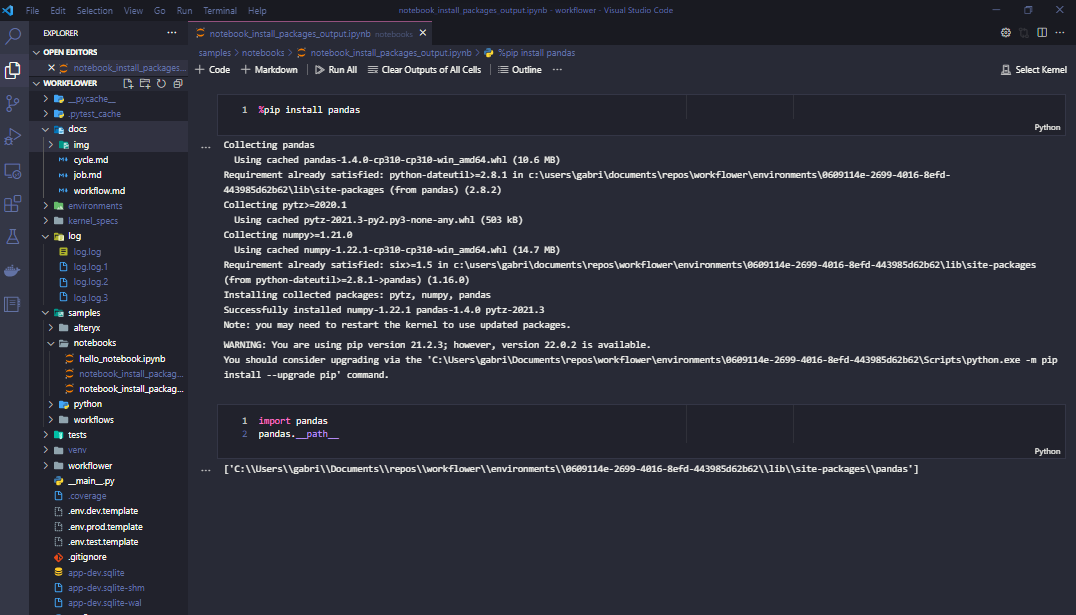 File Edit Selection View Go Run Terminal Help
notebook_install_packages_output.ipynb - workflower - Visual Studio Code
EXPLORER
OPEN EDITORS
notebook_install_packages...
WORKFLOWER
__pycache__
.pytest_cache
docs
img
cycle.md
job.md
workflow.md
environments
kernel_specs
log
log.log
log.log.1
log.log.2
log.log.3
samples
alteryx
notebooks
hello_notebook.ipynb
notebook_install_packag...
notebook_install_packag...
python
workflows
tests
venv
workflower
__main__.py
.coverage
.env.dev.template
.env.prod.template
.env.test.template
.gitignore
app-dev.sqlite
app-dev.sqlite-shm
app-dev.sqlite-wal
notebook_install_packages_output.ipynb notebooks
samples > notebooks > notebook_install_packages_output.ipynb > %pip install pandas
+ Code + Markdown Run All Clear Outputs of All Cells Outline ... Select Kernel
1 %pip install pandas
Python
Collecting pandas
Using cached pandas-1.4.0-cp310-cp310-win_amd64.whl (10.6 MB)
Requirement already satisfied: python-dateutil>=2.8.1 in c:\users\gabri\documents\repos\workflower\environments\0609114e-2699-4016-8efd-
443985d62b62\lib\site-packages (from pandas) (2.8.2)
Collecting pytz>=2020.1
Using cached pytz-2021.3-py2.py3-none-any.whl (503 kB)
Collecting numpy>=1.21.0
Using cached numpy-1.22.1-cp310-cp310-win_amd64.whl (14.7 MB)
Requirement already satisfied: six>=1.5 in c:\users\gabri\documents\repos\workflower\environments\0609114e-2699-4016-8efd-443985d62b62\lib\site-packages
(from python-dateutil>=2.8.1->pandas) (1.16.0)
Installing collected packages: pytz, numpy, pandas
Successfully installed numpy-1.22.1 pandas-1.4.0 pytz-2021.3
Note: you may need to restart the kernel to use updated packages.
WARNING: You are using pip version 21.2.3; however, version 22.0.2 is available.
You should consider upgrading via the 'C:\Users\gabri\Documents\repos\workflower\environments\0609114e-2699-4016-8efd-443985d62b62\Scripts\python.exe -m pip
install --upgrade pip' command.
1 import pandas
2 pandas.__path__
Python
['C:\\Users\\gabri\\Documents\\repos\\workflower\\environments\\0609114e-2699-4016-8efd-443985d62b62\\lib\\site-packages\\pandas']